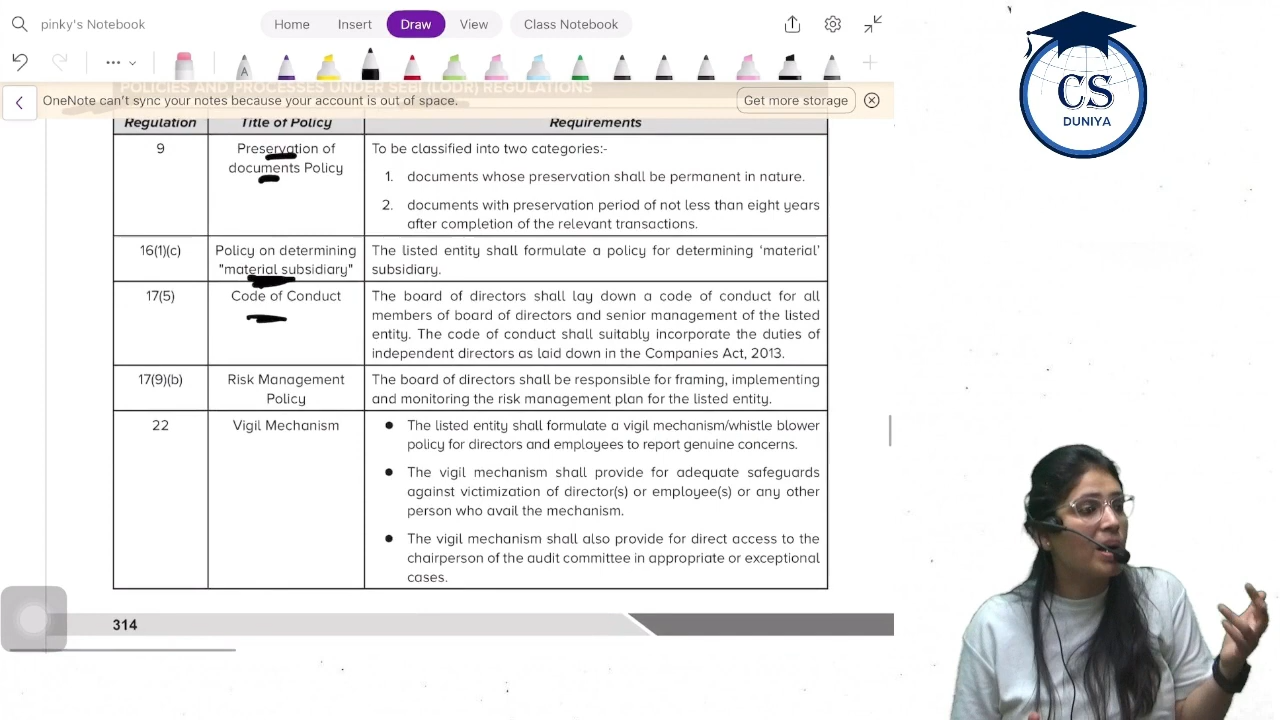 pinky's Notebook
Home Insert Draw View Class Notebook
A
POLICIES AND PROCESSES UNDER SEBI (LODR) REGULATIONS
OneNote can't sync your notes because your account is out of space. Get more storage
Regulation Title of Policy Requirements
9 Preservation of To be classified into two categories:-
documents Policy 1. documents whose preservation shall be permanent in nature.
2. documents with preservation period of not less than eight years
after completion of the relevant transactions.
16(1)(c) Policy on determining The listed entity shall formulate a policy for determining ‘material’
"material subsidiary" subsidiary.
17(5) Code of Conduct The board of directors shall lay down a code of conduct for all
members of board of directors and senior management of the listed
entity. The code of conduct shall suitably incorporate the duties of
independent directors as laid down in the Companies Act, 2013.
17(9)(b) Risk Management The board of directors shall be responsible for framing, implementing
Policy and monitoring the risk management plan for the listed entity.
22 Vigil Mechanism ● The listed entity shall formulate a vigil mechanism/whistle blower
policy for directors and employees to report genuine concerns.
● The vigil mechanism shall provide for adequate safeguards
against victimization of director(s) or employee(s) or any other
person who avail the mechanism.
● The vigil mechanism shall also provide for direct access to the
chairperson of the audit committee in appropriate or exceptional
cases.
314
CS
DUNIYA